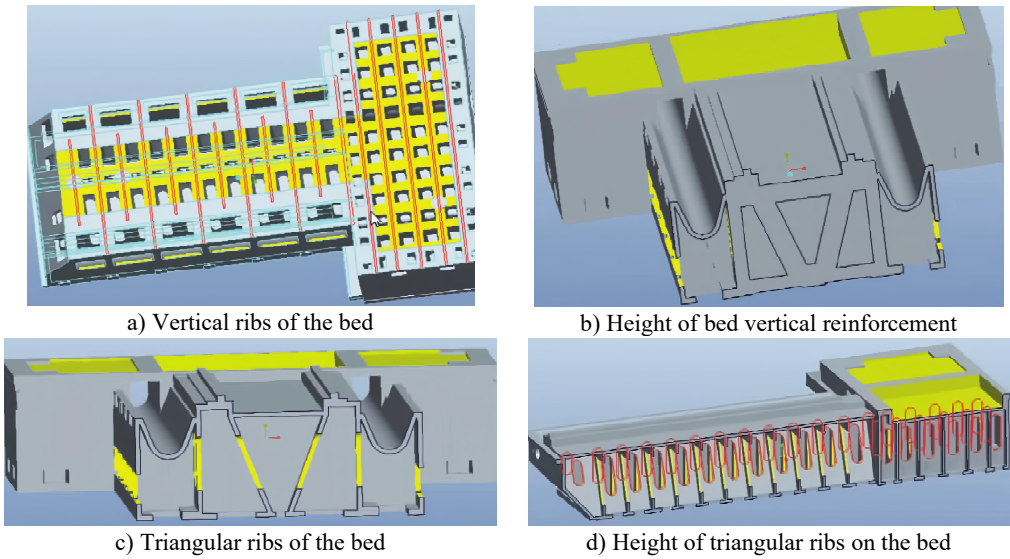 a) Vertical ribs of the bed
b) Height of bed vertical reinforcement
c) Triangular ribs of the bed
d) Height of triangular ribs on the bed